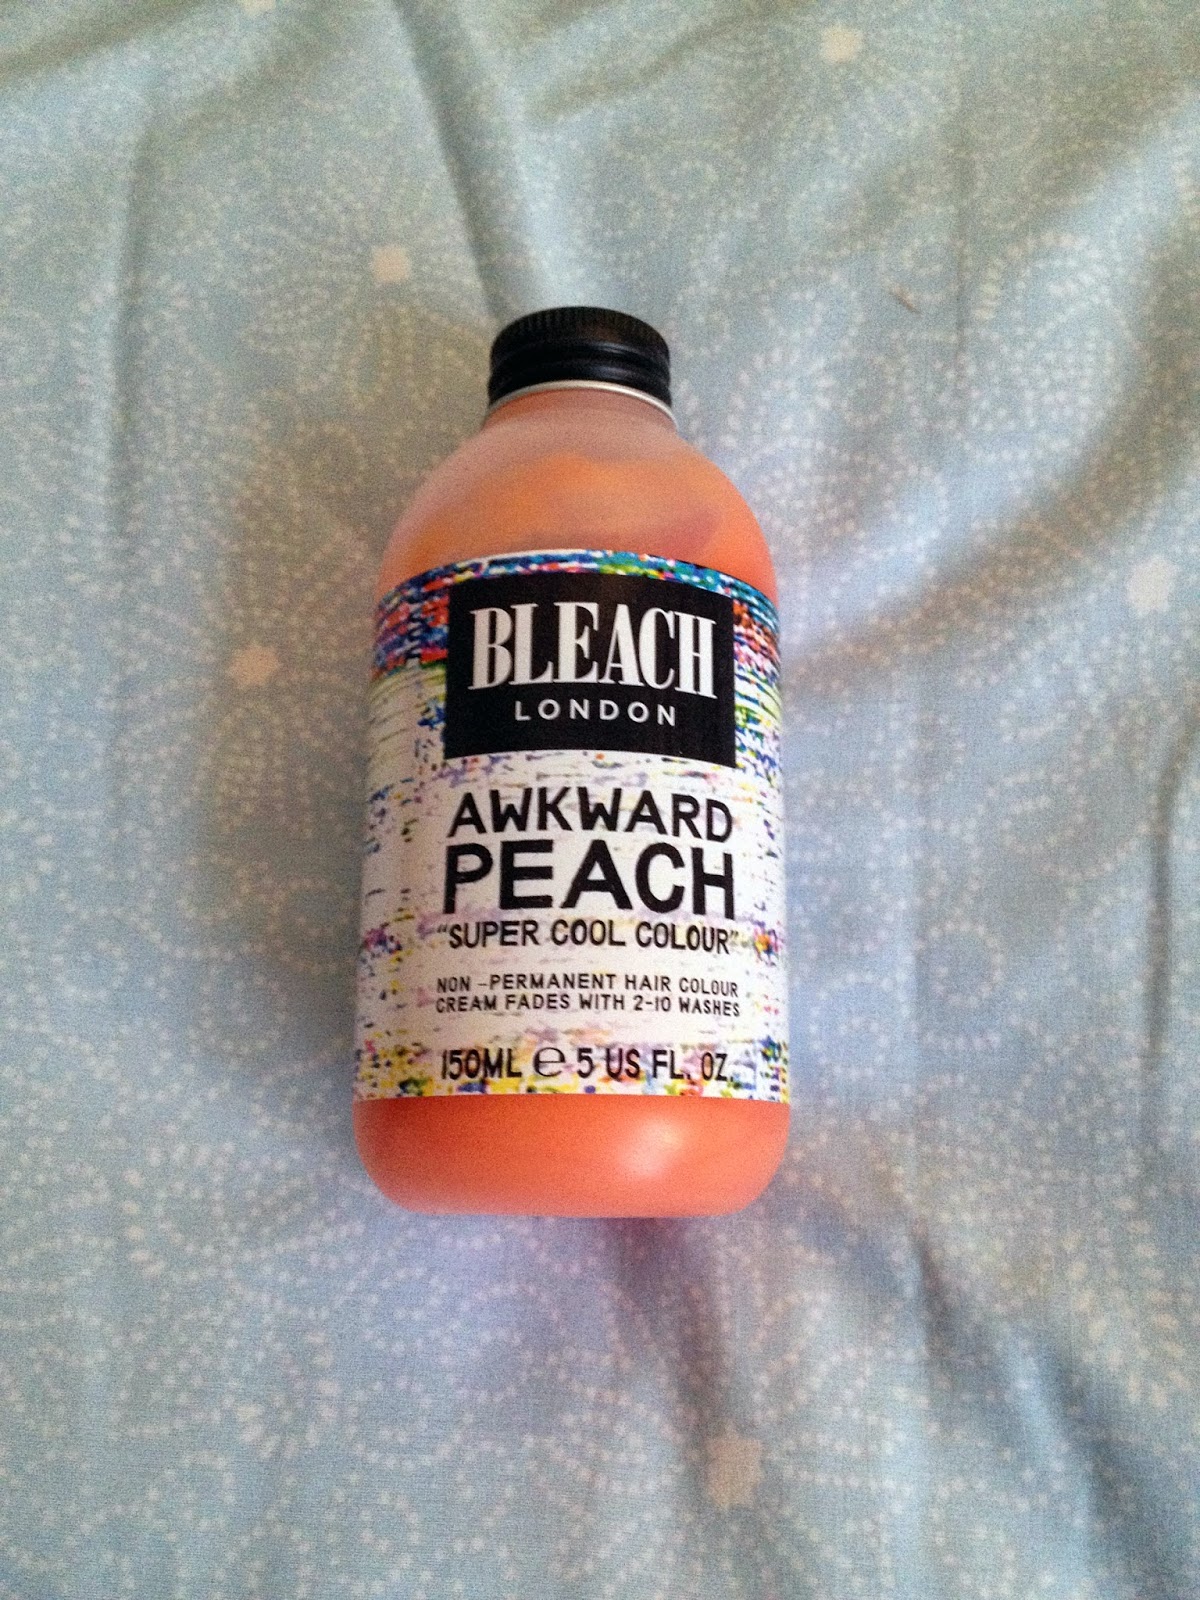 BLEACH
LONDON
AWKWARD
PEACH
"SUPER COOL COLOUR"
NON -PERMANENT HAIR COLOUR
CREAM FADES WITH 2-10 WASHES
150ML ℮ 5 US FL. OZ.